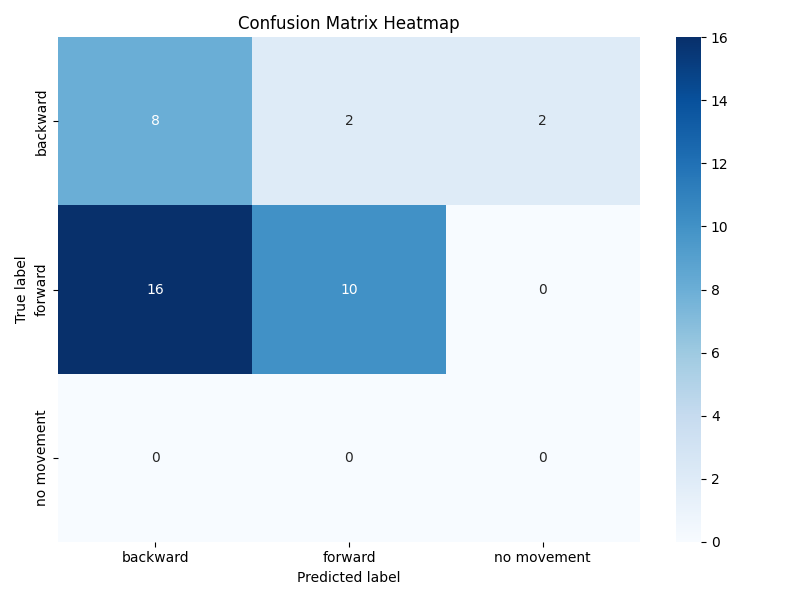 Confusion Matrix Heatmap
True label
backward
forward
no movement
8
2
2
16
10
0
0
0
0
backward
forward
no movement
Predicted label
16
14
12
10
8
6
4
2
0